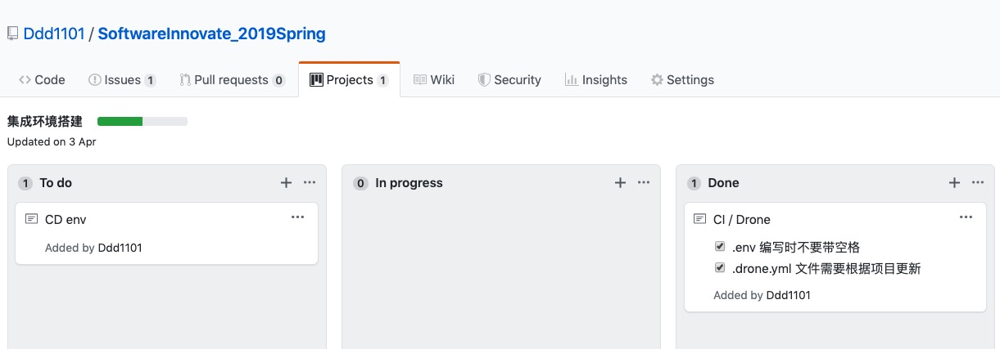 Ddd1101 / SoftwareInnovate_2019Spring
Code Issues 1 Pull requests 0 Projects 1 Wiki Security Insights Settings
集成环境搭建
Updated on 3 Apr
1 To do
CD env
Added by Ddd1101
0 In progress
1 Done
CI / Drone
.env 编写时不要带空格
.drone.yml 文件需要根据项目更新
Added by Ddd1101